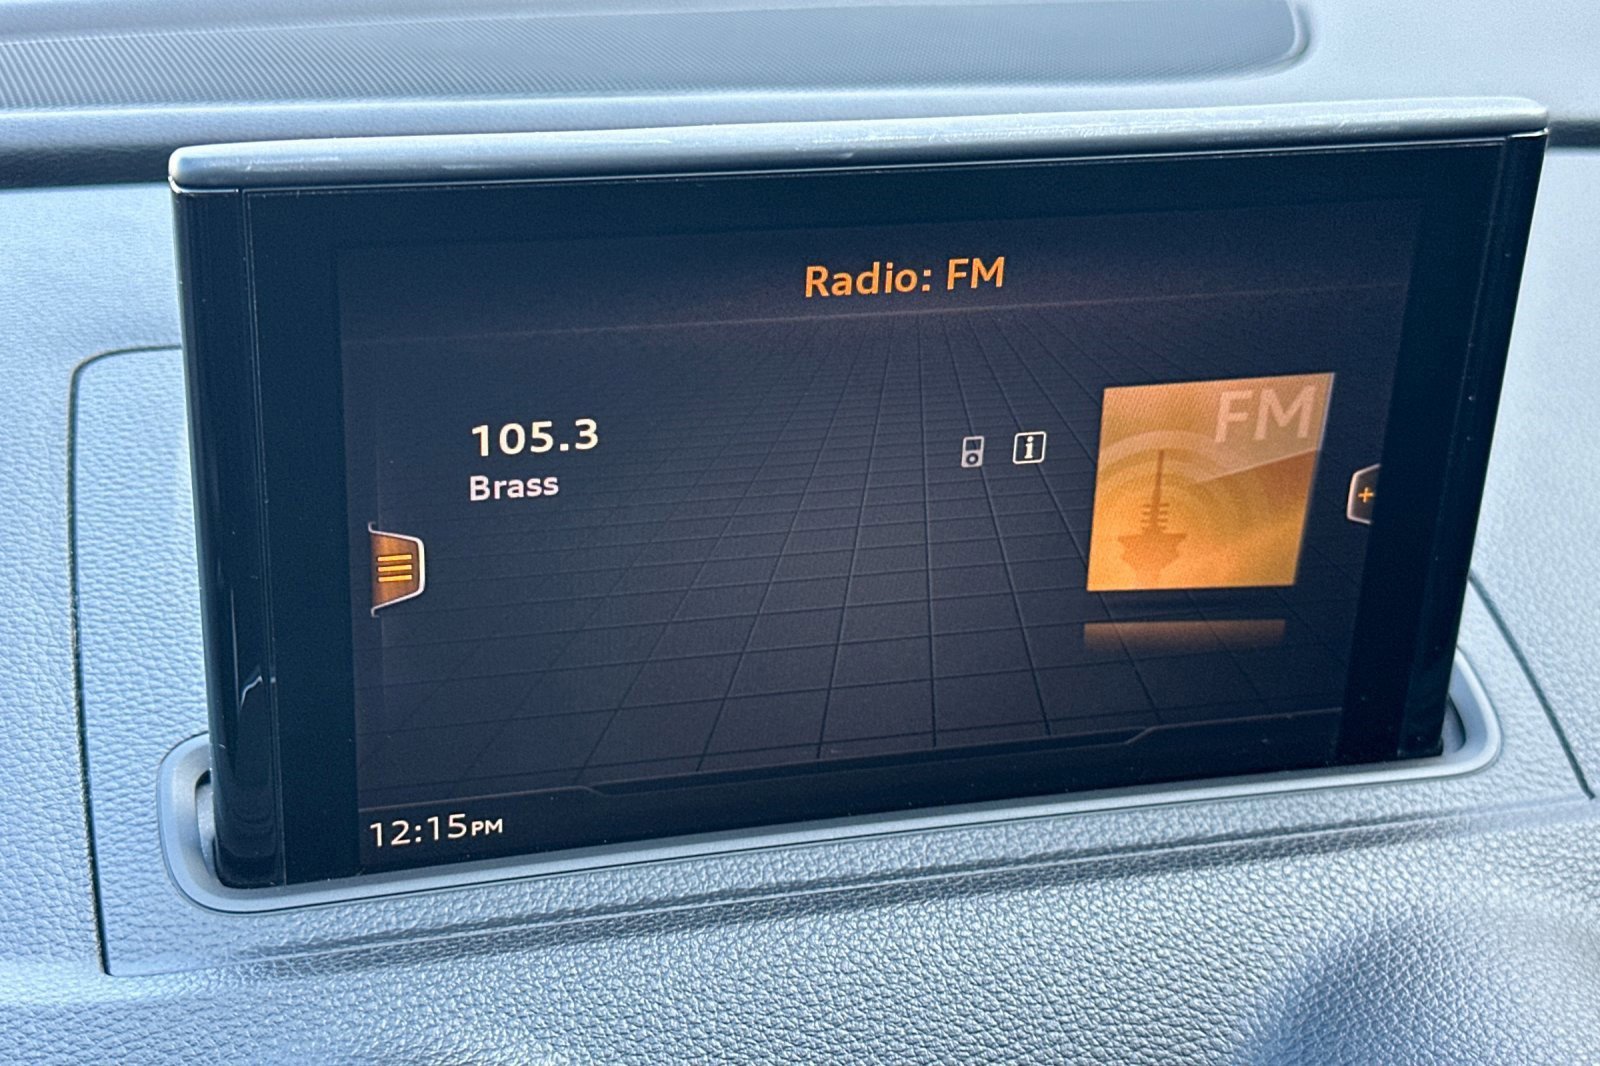 Radio: FM
FM
105.3
i
Brass
+
12:15PM